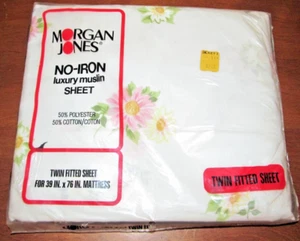 MORGAN
JONES®
NO-IRON
luxury muslin
SHEET
50% POLYESTER
50% COTTON/COTON
TWIN FITTED SHEET
FOR 39 IN. x 76 IN. MATTRESS
TWIN FITTED SHEET